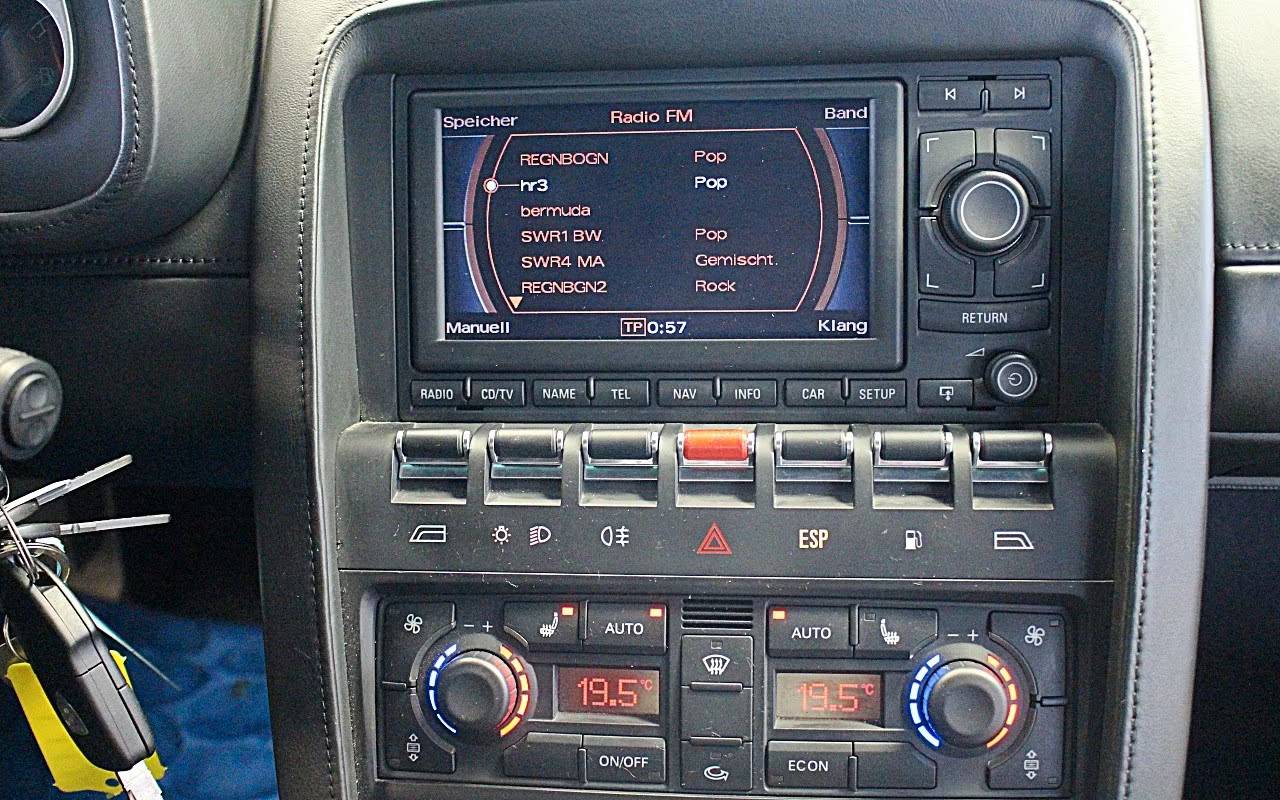 Speicher Radio FM Band
REGNBOGN Pop
hr3 Pop
bermuda
SWR1 BW. Pop
SWR4 MA Gemischt.
REGNBGN2 Rock
Manuell TP 0:57 Klang
RETURN
RADIO CD/TV NAME TEL NAV INFO CAR SETUP
ESP
AUTO AUTO
- + - +
19.5°C 19.5°C
ON/OFF ECON